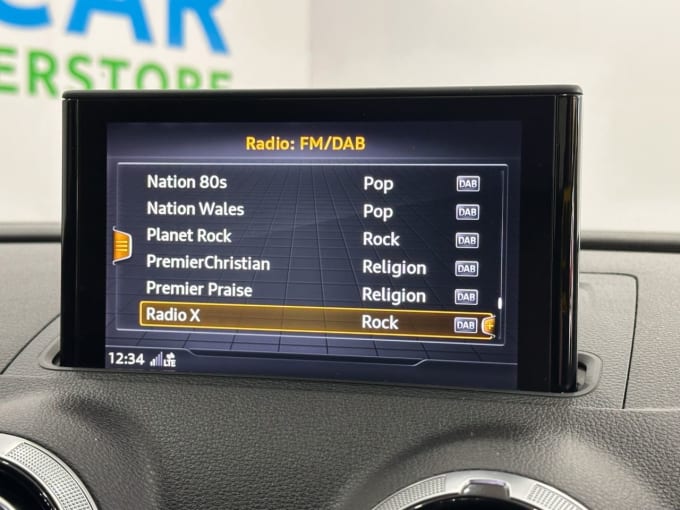 CAR
ERSTORE
Radio: FM/DAB
Nation 80s Pop DAB
Nation Wales Pop DAB
Planet Rock Rock DAB
PremierChristian Religion DAB
Premier Praise Religion DAB
Radio X Rock DAB
12:34 LTE